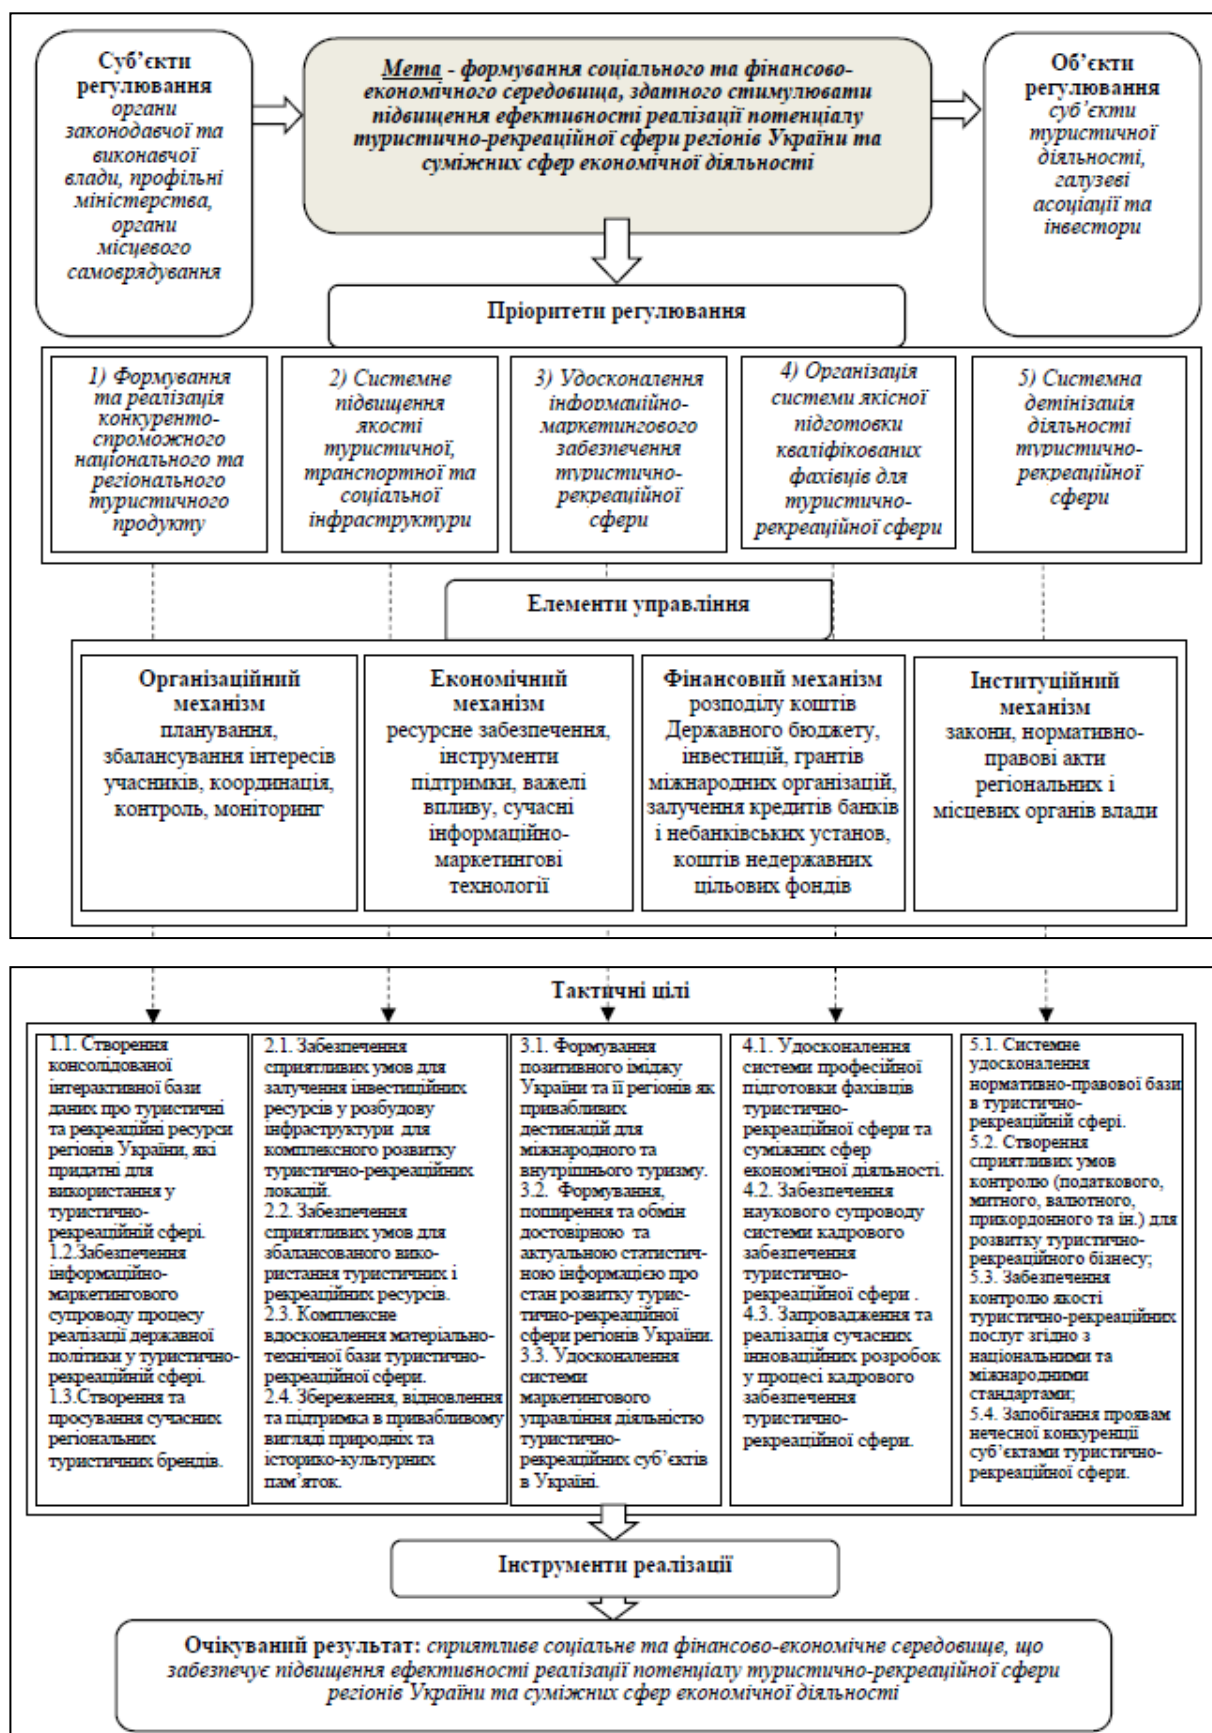 Суб’єкти
регулювання
органи
законодавчої та
виконавчої
влади, профільні
міністерства,
органи
місцевого
самоврядування
Мета - формування соціального та фінансово-
економічного середовища, здатного стимулювати
підвищення ефективності реалізації потенціалу
туристично-рекреаційної сфери регіонів України та
суміжних сфер економічної діяльності
Об’єкти
регулювання
суб’єкти
туристичної
діяльності,
галузеві
асоціації та
інвестори
Пріоритети регулювання
1) Формування
та реалізація
конкуренто-
спроможного
національного та
регіонального
туристичного
продукту
2) Системне
підвищення
якості
туристичної,
транспортної та
соціальної
інфраструктури
3) Удосконалення
інформаційно-
маркетингового
забезпечення
туристично-
рекреаційної
сфери
4) Організація
системи якісної
підготовки
кваліфікованих
фахівців для
туристично-
рекреаційної сфери
5) Системна
детінізація
діяльності
туристично-
рекреаційної
сфери
Елементи управління
Організаційний
механізм
планування,
збалансування інтересів
учасників, координація,
контроль, моніторинг
Економічний
механізм
ресурсне забезпечення,
інструменти
підтримки, важелі
впливу, сучасні
інформаційно-
маркетингові
технології
Фінансовий механізм
розподілу коштів
Державного бюджету,
інвестицій, грантів
міжнародних організацій,
залучення кредитів банків
і небанківських установ,
коштів недержавних
цільових фондів
Інституційний
механізм
закони, нормативно-
правові акти
регіональних і
місцевих органів влади
Тактичні цілі
1.1. Створення
консолідованої
інтерактивної бази
даних про туристичні
та рекреаційні ресурси
регіонів України, які
придатні для
використання у
туристично-
рекреаційній сфері.
1.2.Забезпечення
інформаційно-
маркетингового
супроводу процесу
реалізації державної
політики у туристично-
рекреаційній сфері.
1.3.Створення та
просування сучасних
регіональних
туристичних брендів.
2.1. Забезпечення
сприятливих умов для
залучення інвестиційних
ресурсів у розбудову
інфраструктури для
комплексного розвитку
туристично-рекреаційних
локацій.
2.2. Забезпечення
сприятливих умов для
збалансованого вико-
ристання туристичних і
рекреаційних ресурсів.
2.3. Комплексне
вдосконалення матеріально-
технічної бази туристично-
рекреаційної сфери.
2.4. Збереження, відновлення
та підтримка в привабливому
вигляді природніх та
історико-культурних
пам’яток.
3.1. Формування
позитивного іміджу
України та її регіонів як
привабливих
дестинацій для
міжнародного та
внутрішнього туризму.
3.2. Формування,
поширення та обмін
достовірною та
актуальною статистич-
ною інформацією про
стан розвитку турис-
тично-рекреаційної
сфери регіонів України.
3.3. Удосконалення
системи
маркетингового
управління діяльністю
туристично-
рекреаційних суб’єктів
в Україні.
4.1. Удосконалення
системи професійної
підготовки фахівців
туристично-
рекреаційної сфери та
суміжних сфер
економічної діяльності.
4.2. Забезпечення
наукового супроводу
системи кадрового
забезпечення
туристично-
рекреаційної сфери .
4.3. Запровадження та
реалізація сучасних
інноваційних розробок
у процесі кадрового
забезпечення
туристично-
рекреаційної сфери.
5.1. Системне
удосконалення
нормативно-правової бази
в туристично-
рекреаційній сфері.
5.2. Створення
сприятливих умов
контролю (податкового,
митного, валютного,
прикордонного та ін.) для
розвитку туристично-
рекреаційного бізнесу;
5.3. Забезпечення
контролю якості
туристично-рекреаційних
послуг згідно з
національними та
міжнародними
стандартами;
5.4. Запобігання проявам
нечесної конкуренції
суб’єктами туристично-
рекреаційної сфери.
Інструменти реалізації
Очікуваний результат: сприятливе соціальне та фінансово-економічне середовище, що
забезпечує підвищення ефективності реалізації потенціалу туристично-рекреаційної сфери
регіонів України та суміжних сфер економічної діяльності